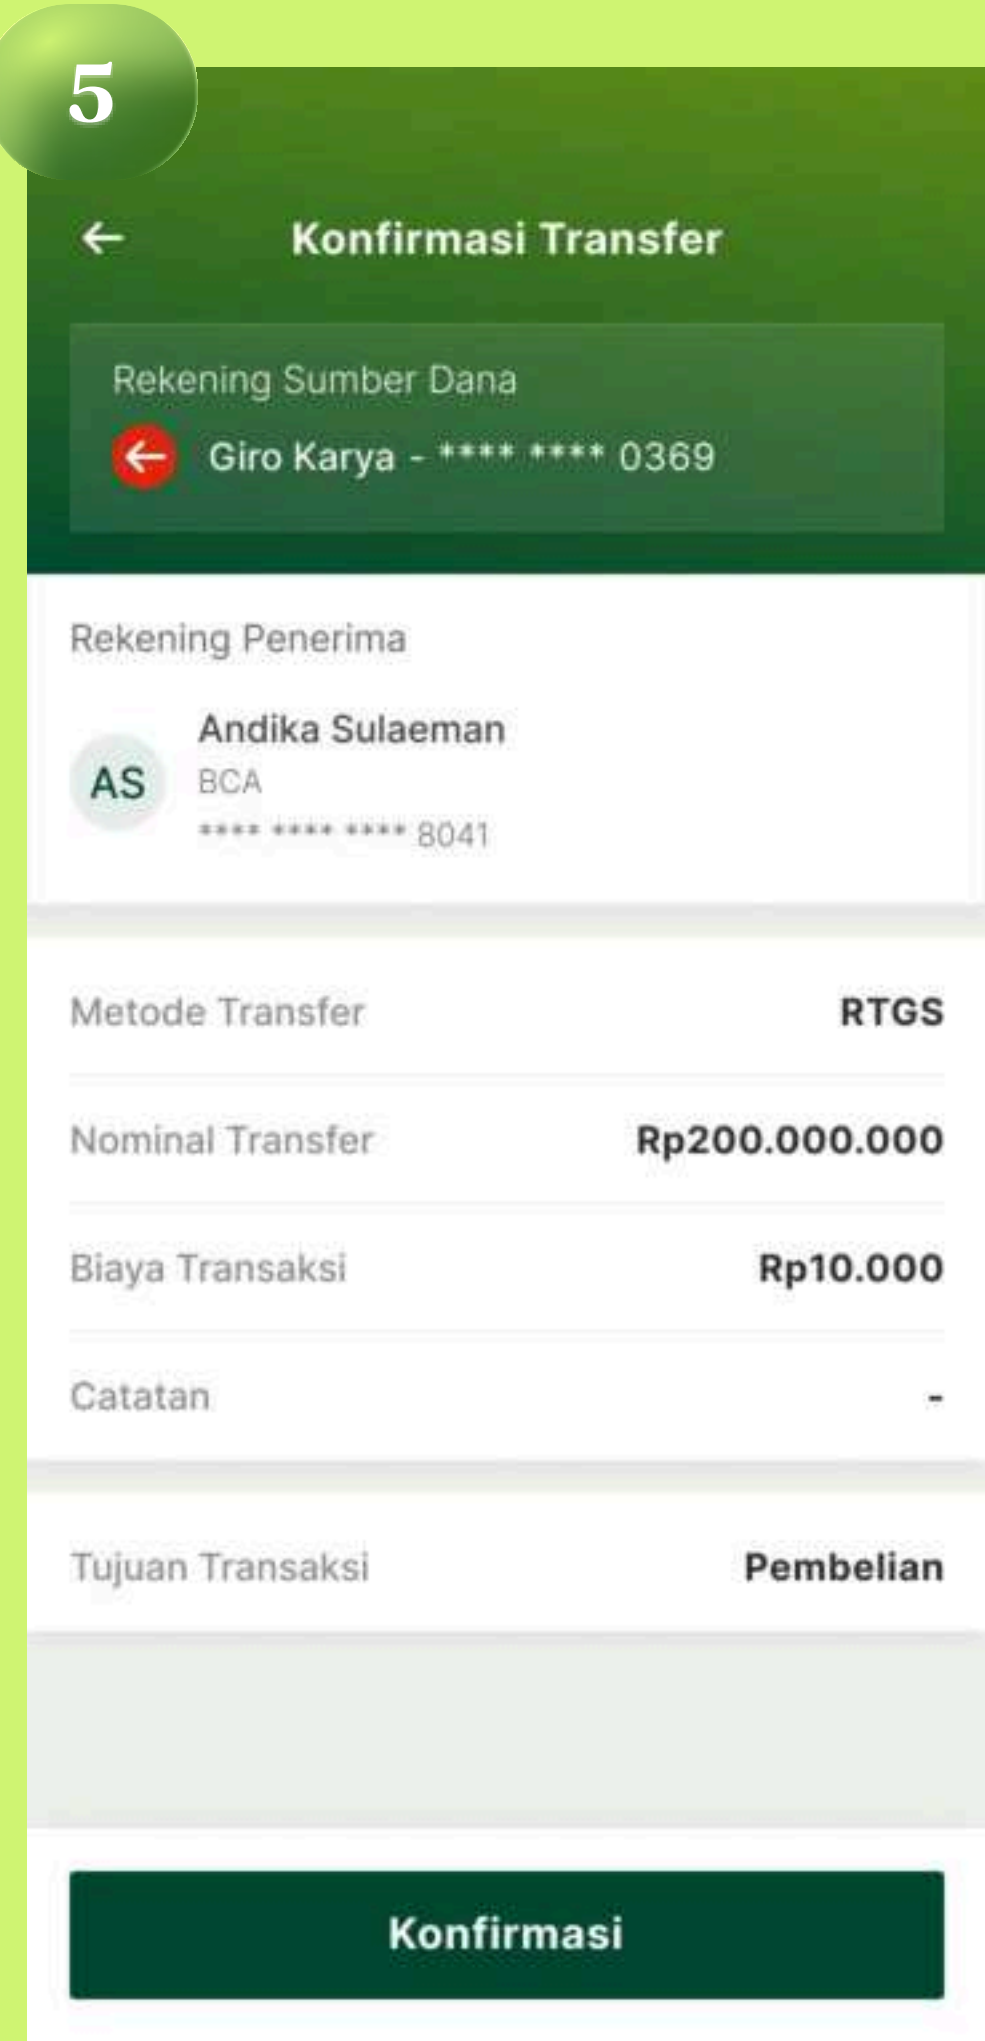 5
Konfirmasi Transfer
Rekening Sumber Dana
Giro Karya - **** **** 0369
Rekening Penerima
AS
Andika Sulaeman
BCA
**** **** **** 8041
Metode Transfer RTGS
Nominal Transfer Rp200.000.000
Biaya Transaksi Rp10.000
Catatan -
Tujuan Transaksi Pembelian
Konfirmasi